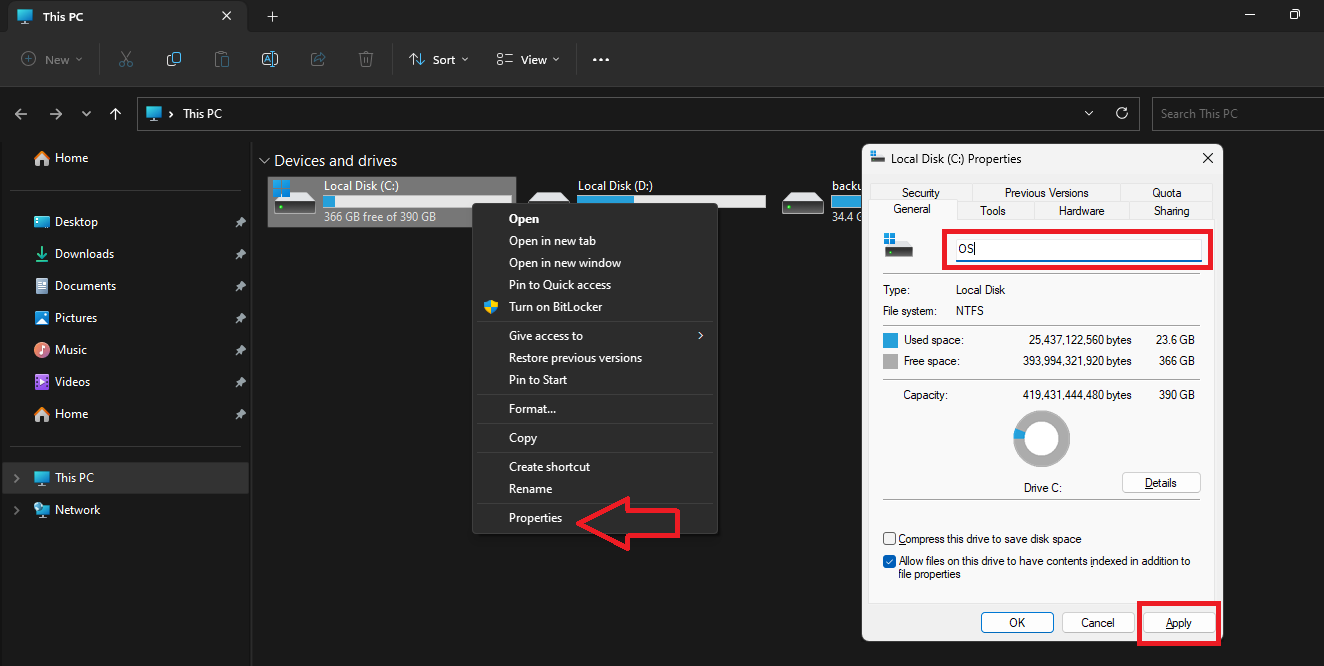 This PC
New
Sort
View
This PC
Search This PC
Home
Desktop
Downloads
Documents
Pictures
Music
Videos
Home
This PC
Network
Devices and drives
Local Disk (C:)
366 GB free of 390 GB
Local Disk (D:)
backu
34.4 G
Open
Open in new tab
Open in new window
Pin to Quick access
Turn on BitLocker
Give access to
Restore previous versions
Pin to Start
Format...
Copy
Create shortcut
Rename
Properties
Local Disk (C:) Properties
Security Previous Versions Quota
General Tools Hardware Sharing
OS
Type: Local Disk
File system: NTFS
Used space: 25,437,122,560 bytes 23.6 GB
Free space: 393,994,321,920 bytes 366 GB
Capacity: 419,431,444,480 bytes 390 GB
Drive C:
Details
Compress this drive to save disk space
Allow files on this drive to have contents indexed in addition to
file properties
OK Cancel Apply